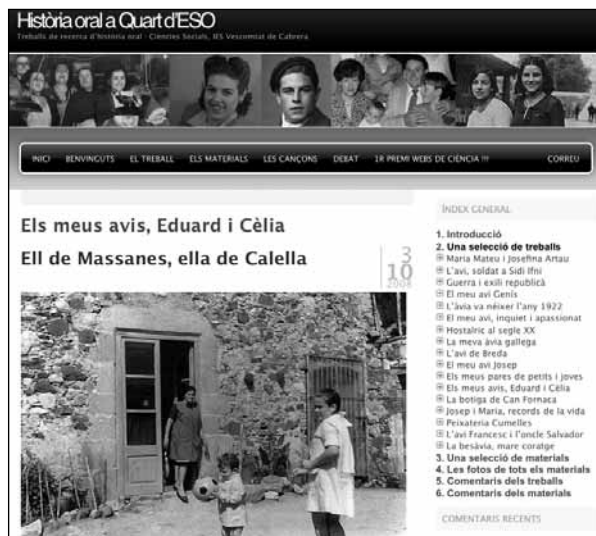 Història oral a Quart d'ESO
Treballs de recerca d'història oral - Ciències Socials, IES Vescomtat de Cabrera
INICI BENVINGUTS EL TREBALL ELS MATERIALS LES CANÇONS DEBAT 1R PREMI WEBS DE CIÈNCIA !!! CORREU
Els meus avis, Eduard i Cèlia
Ell de Massanes, ella de Calella
3
10
2008
ÍNDEX GENERAL
1. Introducció
2. Una selecció de treballs
Maria Mateu i Josefina Artau
L'avi, soldat a Sidi Ifni
Guerra i exili republicà
El meu avi Genís
L'àvia va néixer l'any 1922
El meu avi, inquiet i apassionat
Hostalric al segle XX
La meva àvia gallega
L'avi de Breda
El meu avi Josep
Els meus pares de petits i joves
Els meus avis, Eduard i Cèlia
La botiga de Can Fornaca
Josep i Maria, records de la vida
Peixateria Cumelles
L'avi Francesc i l'oncle Salvador
La besàvia, mare coratge
3. Una selecció de materials
4. Les fotos de tots els materials
5. Comentaris dels treballs
6. Comentaris dels materials
COMENTARIS RECENTS